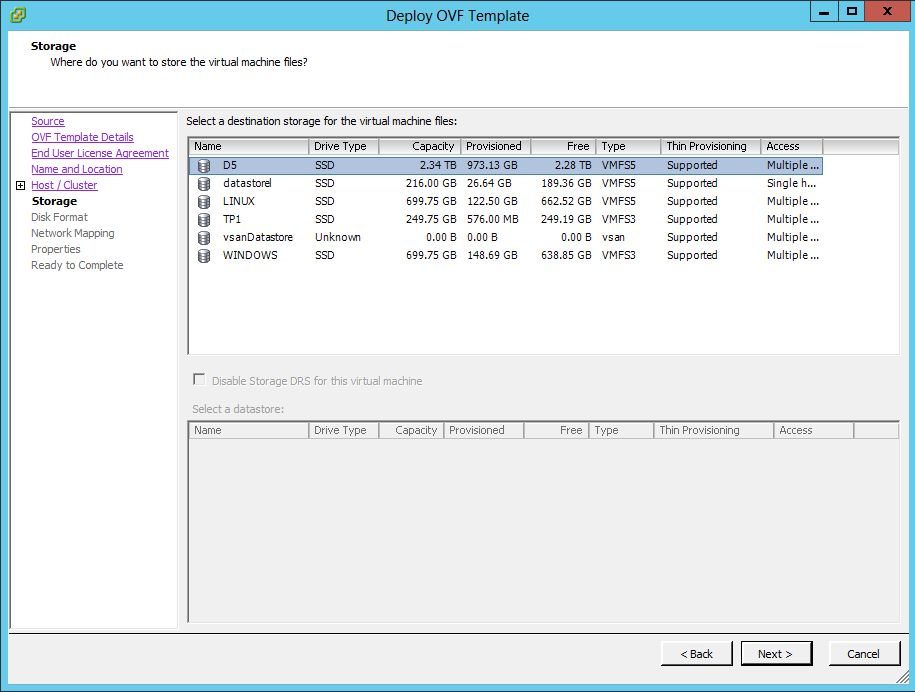 Deploy OVF Template
Storage
Where do you want to store the virtual machine files?
Source
OVF Template Details
End User License Agreement
Name and Location
Host / Cluster
Storage
Disk Format
Network Mapping
Properties
Ready to Complete
Select a destination storage for the virtual machine files:
Name Drive Type Capacity Provisioned Free Type Thin Provisioning Access
D5 SSD 2.34 TB 973.13 GB 2.28 TB VMFS5 Supported Multiple ...
datastorel SSD 216.00 GB 26.64 GB 189.36 GB VMFS5 Supported Single h...
LINUX SSD 699.75 GB 122.50 GB 662.52 GB VMFS5 Supported Multiple ...
TP1 SSD 249.75 GB 576.00 MB 249.19 GB VMFS3 Supported Multiple ...
vsanDatastore Unknown 0.00 B 0.00 B 0.00 B vsan Supported Multiple ...
WINDOWS SSD 699.75 GB 148.69 GB 638.85 GB VMFS3 Supported Multiple ...
Disable Storage DRS for this virtual machine
Select a datastore:
Name Drive Type Capacity Provisioned Free Type Thin Provisioning Access
< Back Next > Cancel